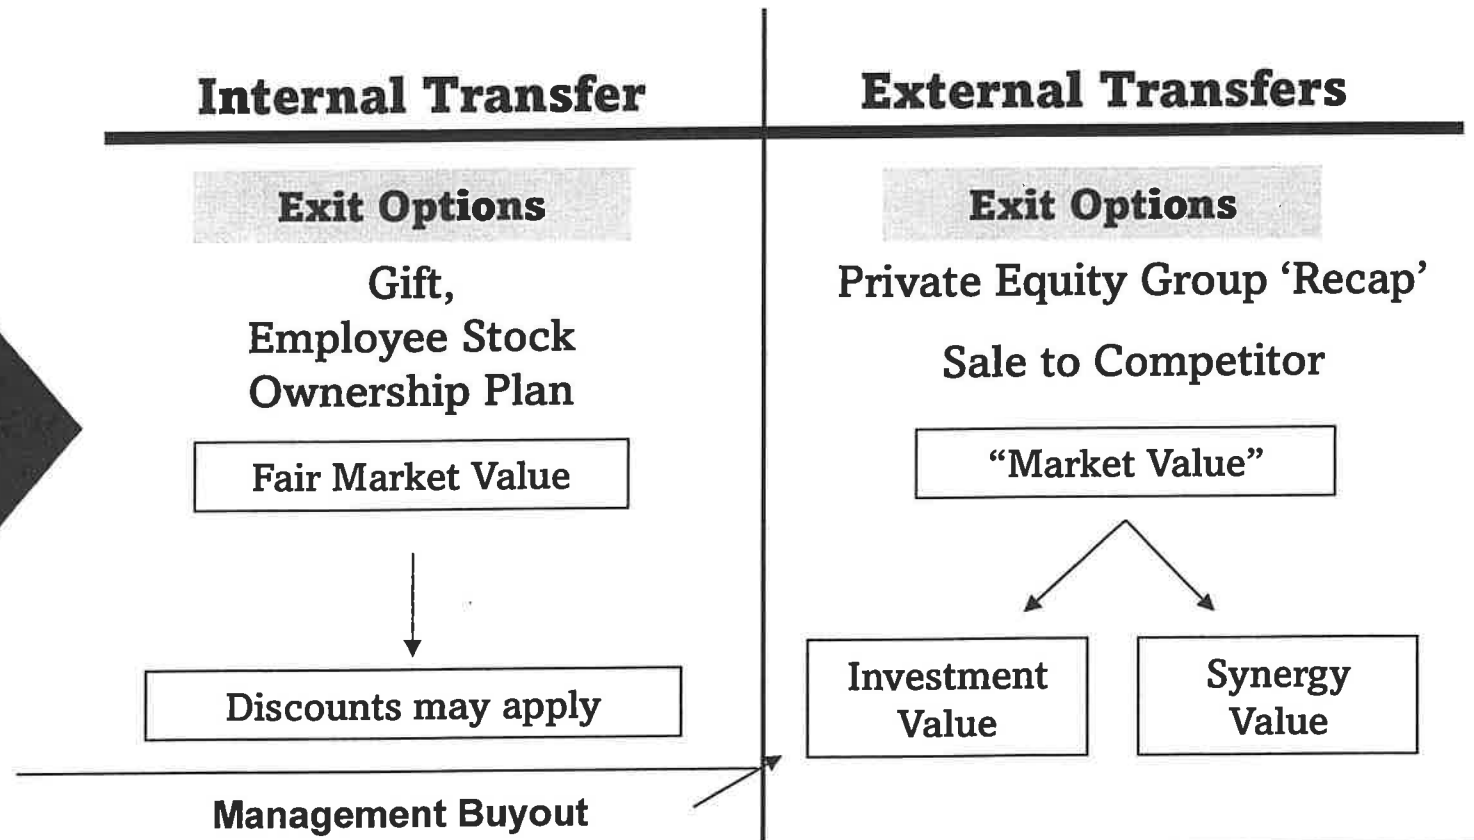 Internal Transfer
Exit Options
Gift,
Employee Stock
Ownership Plan
Fair Market Value
Discounts may apply
Management Buyout
External Transfers
Exit Options
Private Equity Group ‘Recap’
Sale to Competitor
“Market Value”
Investment
Value
Synergy
Value